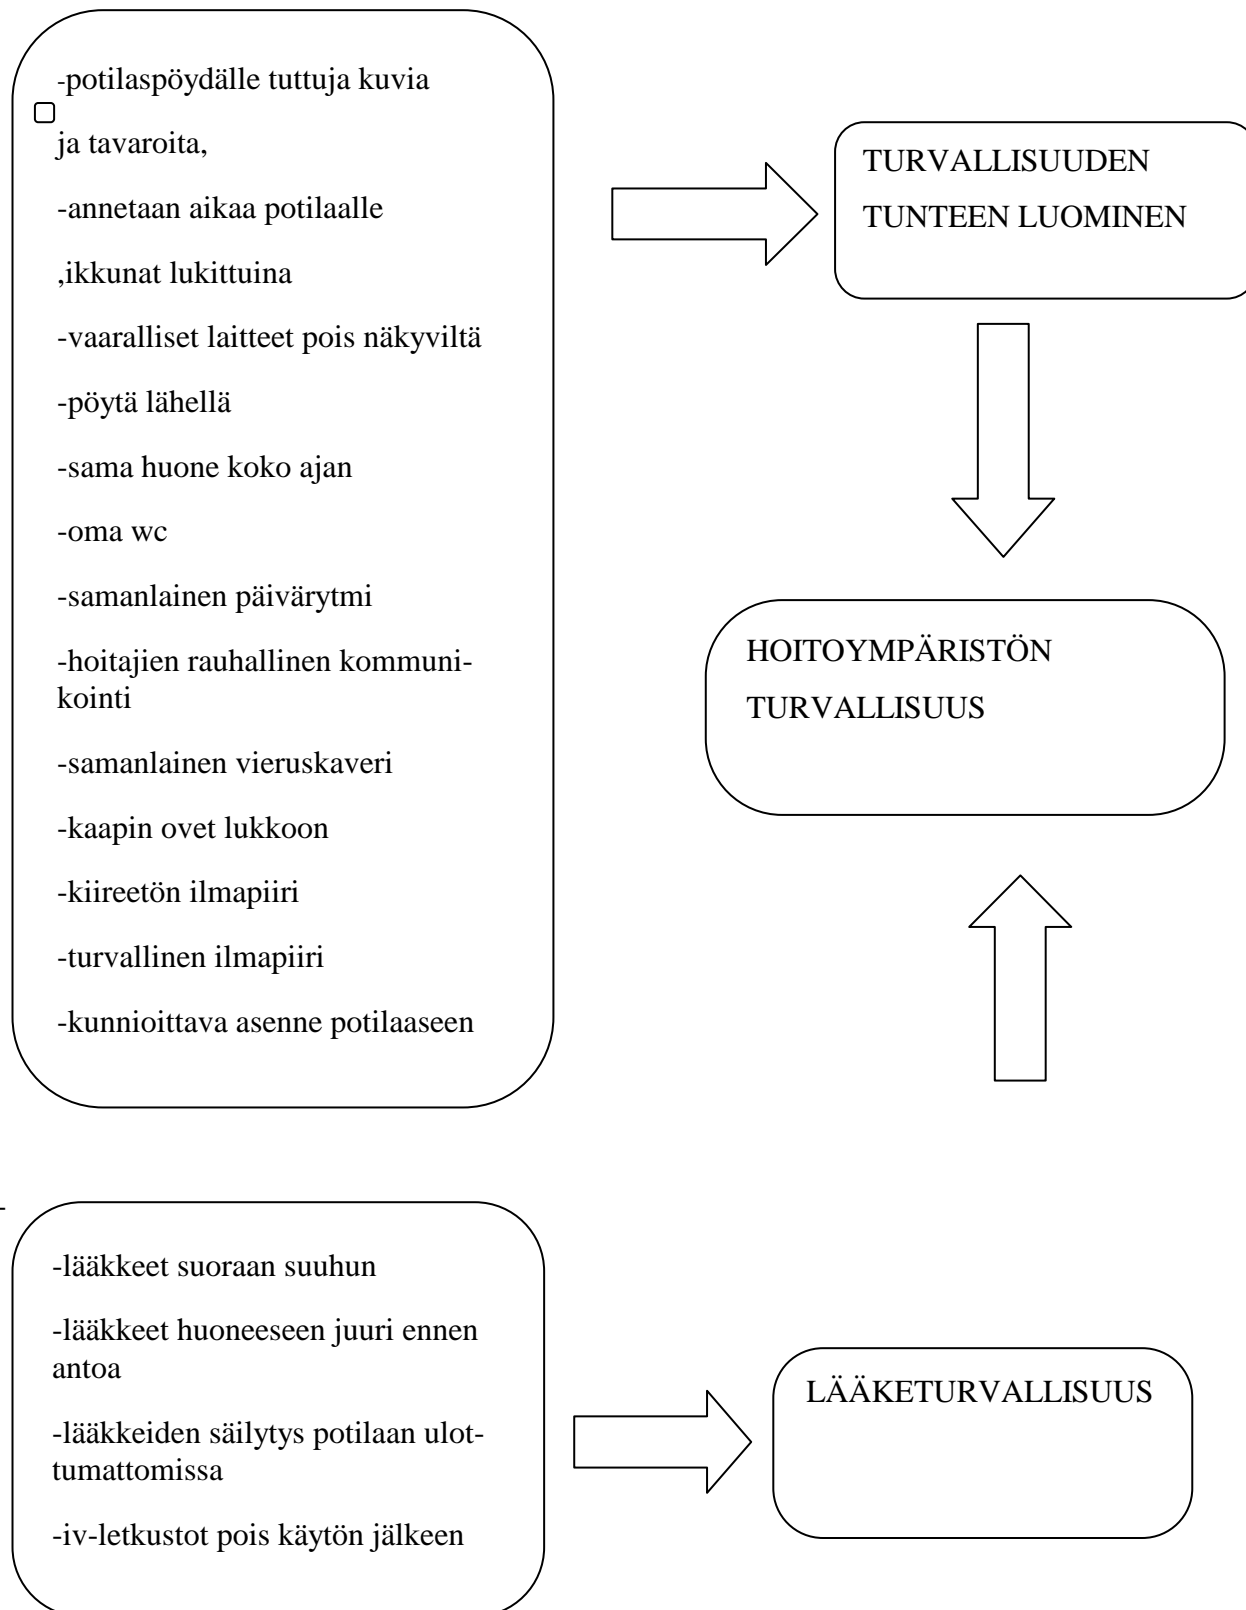 -potilaspöydälle tuttuja kuvia
ja tavaroita,
-annetaan aikaa potilaalle
,ikkunat lukittuina
-vaaralliset laitteet pois näkyviltä
-pöytä lähellä
-sama huone koko ajan
-oma wc
-samanlainen päivärytmi
-hoitajien rauhallinen kommuni-
kointi
-samanlainen vieruskaveri
-kaapin ovet lukkoon
-kiireetön ilmapiiri
-turvallinen ilmapiiri
-kunnioittava asenne potilaaseen
TURVALLISUUDEN
TUNTEEN LUOMINEN
HOITOYMPÄRISTÖN
TURVALLISUUS
-lääkkeet suoraan suuhun
-lääkkeet huoneeseen juuri ennen
antoa
-lääkkeiden säilytys potilaan ulot-
tumattomissa
-iv-letkustot pois käytön jälkeen
LÄÄKETURVALLISUUS